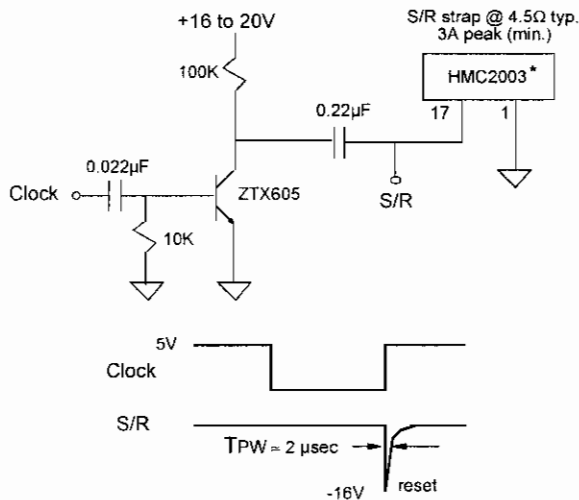 +16 to 20V
S/R strap @ 4.5Ω typ.
3A peak (min.)
100K
HMC2003*
0.22µF
17
1
0.022µF
Clock
ZTX605
S/R
10K
5V
Clock
S/R
TPW ≈ 2 µsec
-16V
reset